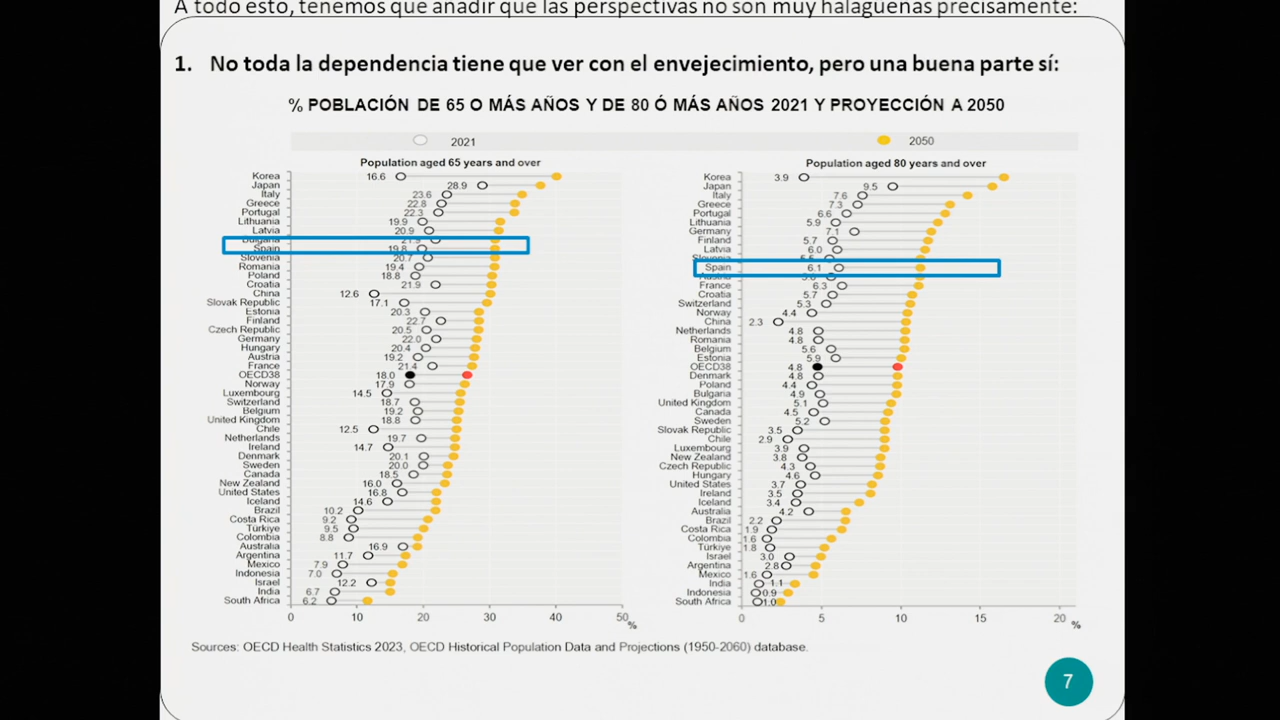 A todo esto, tenemos que añadir que las perspectivas no son muy halagüeñas precisamente:
1. No toda la dependencia tiene que ver con el envejecimiento, pero una buena parte sí:
% POBLACIÓN DE 65 O MÁS AÑOS Y DE 80 Ó MÁS AÑOS 2021 Y PROYECCIÓN A 2050
2021
2050
Population aged 65 years and over
Korea 16.6
Japan 28.9
Italy 23.6
Greece 22.8
Portugal 22.3
Lithuania 19.9
Latvia 20.9
Bulgaria 21.9
Spain 19.8
Slovenia 20.7
Romania 19.4
Poland 18.8
Croatia 21.9
China 12.6
Slovak Republic 17.1
Estonia 20.3
Finland 22.7
Czech Republic 20.5
Germany 22.0
Hungary 20.4
Austria 19.2
France 21.4
OECD38 18.0
Norway 17.9
Luxembourg 14.5
Switzerland 18.7
Belgium 19.2
United Kingdom 18.8
Chile 12.5
Netherlands 19.7
Ireland 14.7
Denmark 20.1
Sweden 20.0
Canada 18.5
New Zealand 16.0
United States 16.8
Iceland 14.6
Brazil 10.2
Costa Rica 9.2
Türkiye 9.5
Colombia 8.8
Australia 16.9
Argentina 11.7
Mexico 7.9
Indonesia 7.0
Israel 12.2
India 6.7
South Africa 6.2
0 10 20 30 40 50
%
Population aged 80 years and over
Korea 3.9
Japan 9.5
Italy 7.6
Greece 7.3
Portugal 6.6
Lithuania 5.9
Germany 7.1
Finland 5.7
Latvia 6.0
Slovenia
Spain 6.1
Austria
France 6.3
Croatia 5.7
Switzerland 5.3
Norway 4.4
China 2.3
Netherlands 4.8
Romania 4.8
Belgium 5.6
Estonia 5.9
OECD38 4.8
Denmark 4.8
Poland 4.4
Bulgaria 4.9
United Kingdom 5.1
Canada 4.5
Sweden 5.2
Slovak Republic 3.5
Chile 2.9
Luxembourg 3.9
New Zealand 3.8
Czech Republic 4.3
Hungary 4.6
United States 3.7
Ireland 3.5
Iceland 3.4
Australia 4.2
Brazil 2.2
Costa Rica 1.9
Colombia 1.6
Türkiye 1.8
Israel 3.0
Argentina 2.8
Mexico 1.6
India 1.1
Indonesia 0.9
South Africa 1.0
0 5 10 15 20
%
Sources: OECD Health Statistics 2023, OECD Historical Population Data and Projections (1950-2060) database.
7